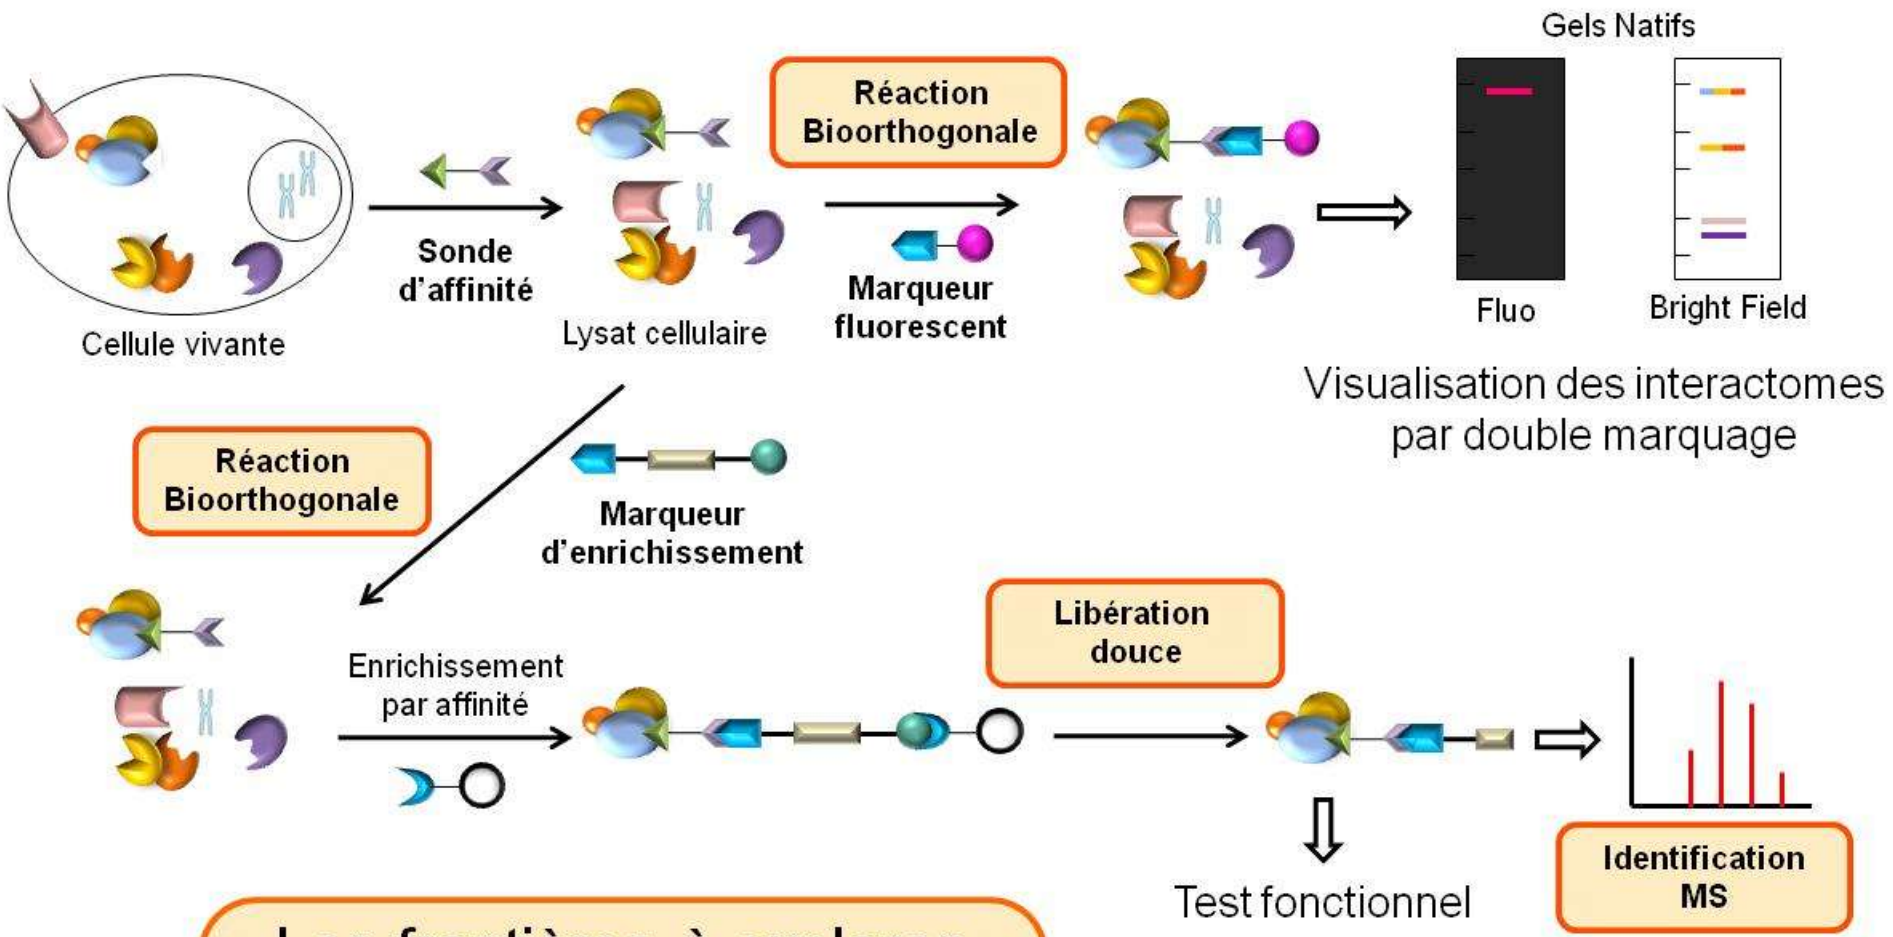 Gels Natifs
Réaction
Bioorthogonale
Sonde
d'affinité
Marqueur
fluorescent
Cellule vivante
Lysat cellulaire
Fluo
Bright Field
Visualisation des interactomes
par double marquage
Réaction
Bioorthogonale
Marqueur
d'enrichissement
Enrichissement
par affinité
Libération
douce
Test fonctionnel
Identification
MS